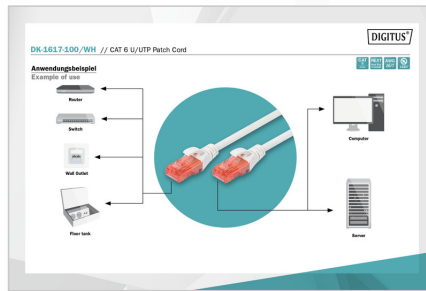 DIGITUS®
DK-1617-100/WH // CAT 6 U/UTP Patch Cord
Anwendungsbeispiel
Example of use
Router
Switch
Wall Outlet
Floor tank
Computer
Server